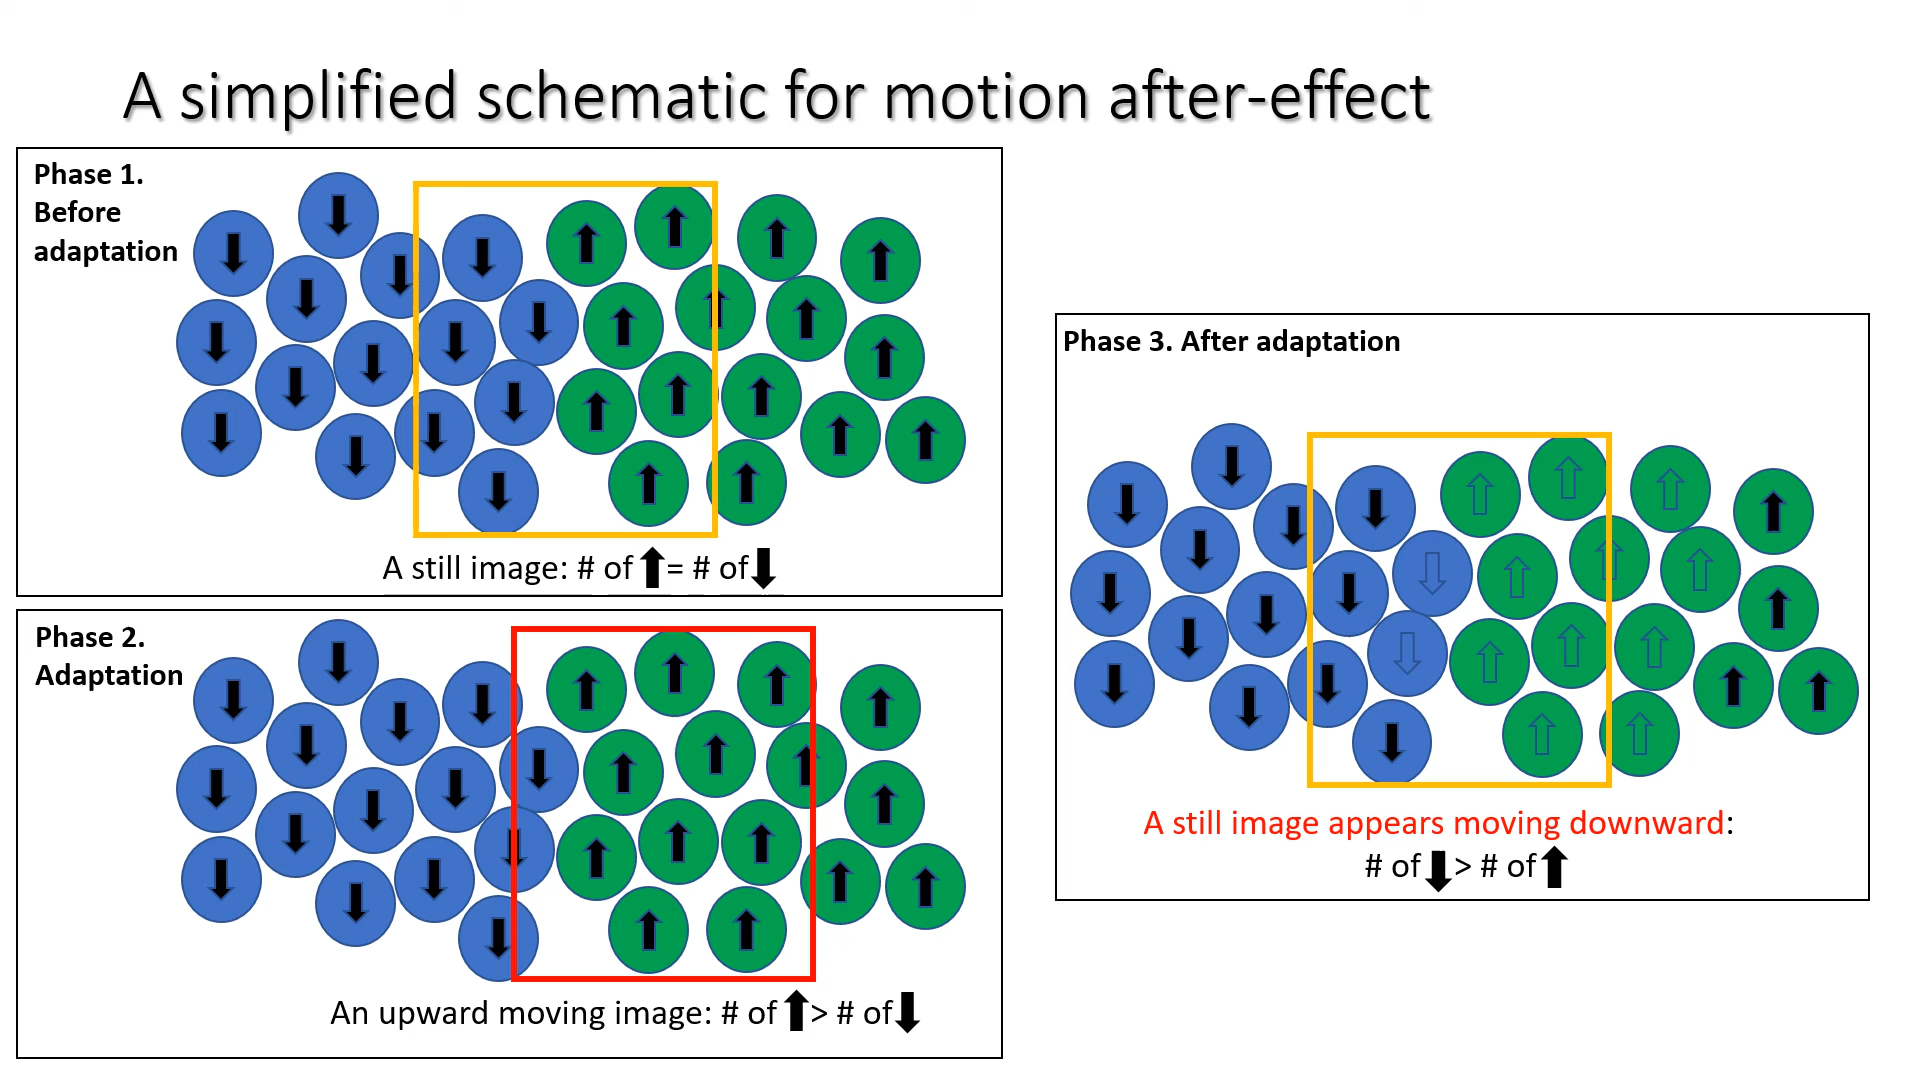 A simplified schematic for motion after-effect
Phase 1.
Before
adaptation
A still image: # of ⬆= # of⬇
Phase 2.
Adaptation
An upward moving image: # of ⬆> # of⬇
Phase 3. After adaptation
A still image appears moving downward:
# of⬇> # of⬆